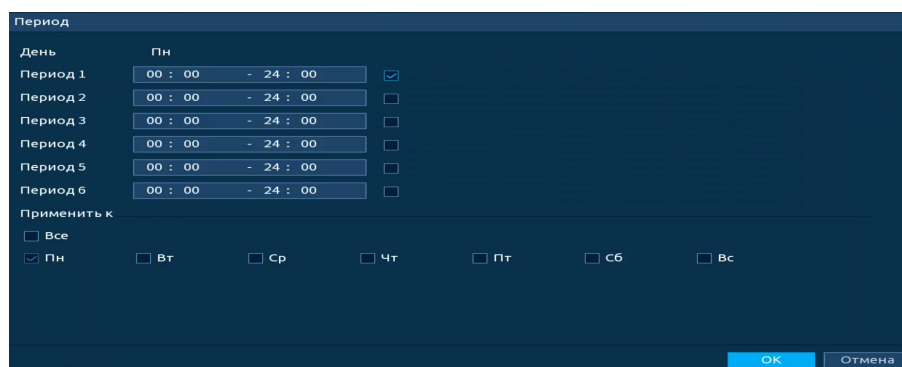 Период
День Пн
Период 1 00 : 00 - 24 : 00
Период 2 00 : 00 - 24 : 00
Период 3 00 : 00 - 24 : 00
Период 4 00 : 00 - 24 : 00
Период 5 00 : 00 - 24 : 00
Период 6 00 : 00 - 24 : 00
Применить к
Все
Пн Вт Ср Чт Пт Сб Вс
OK Отмена